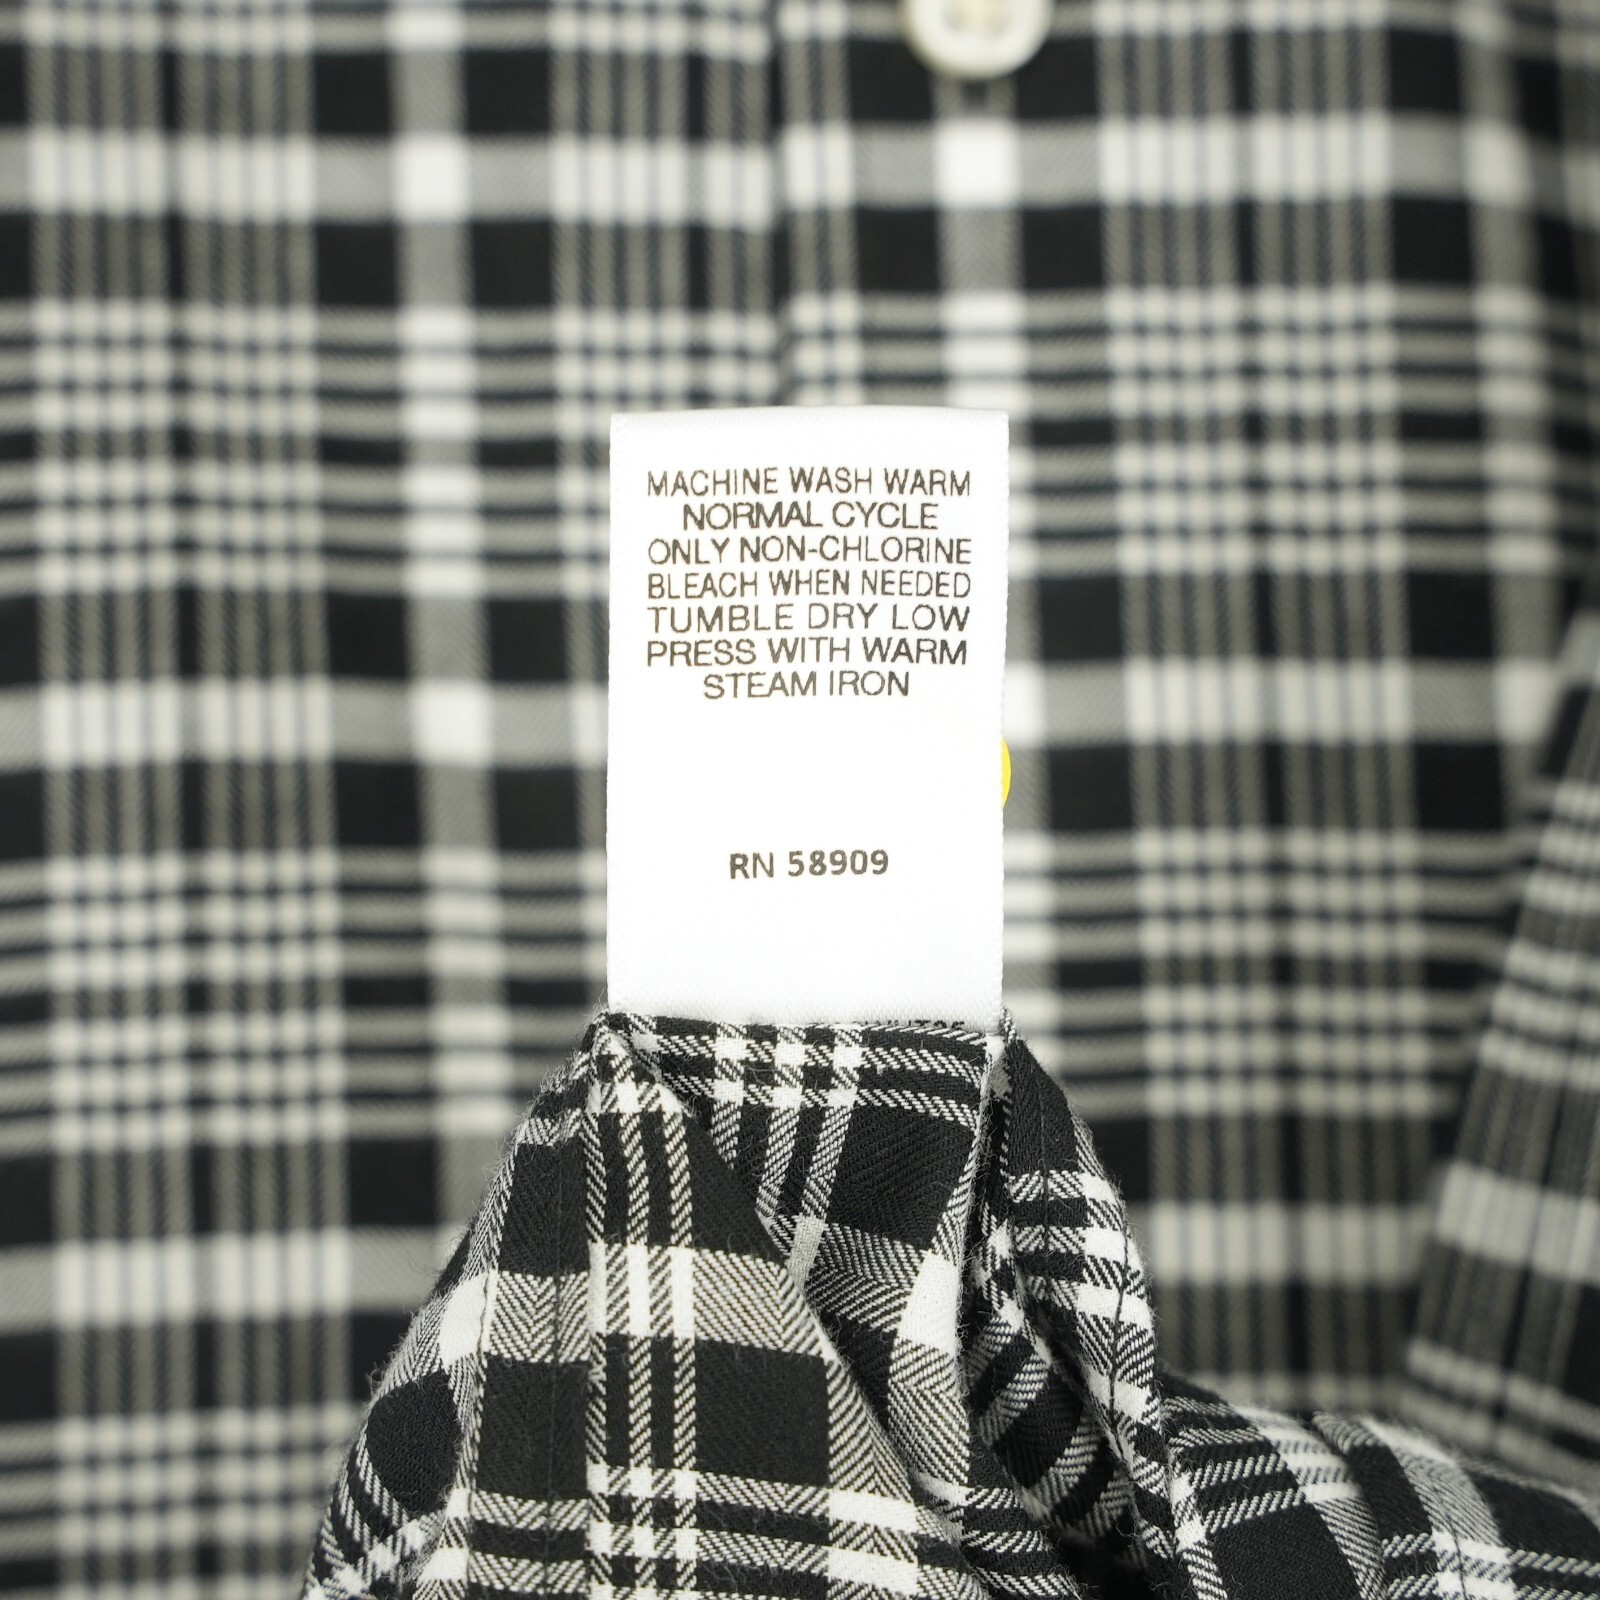 MACHINE WASH WARM
NORMAL CYCLE
ONLY NON-CHLORINE
BLEACH WHEN NEEDED
TUMBLE DRY LOW
PRESS WITH WARM
STEAM IRON
RN 58909